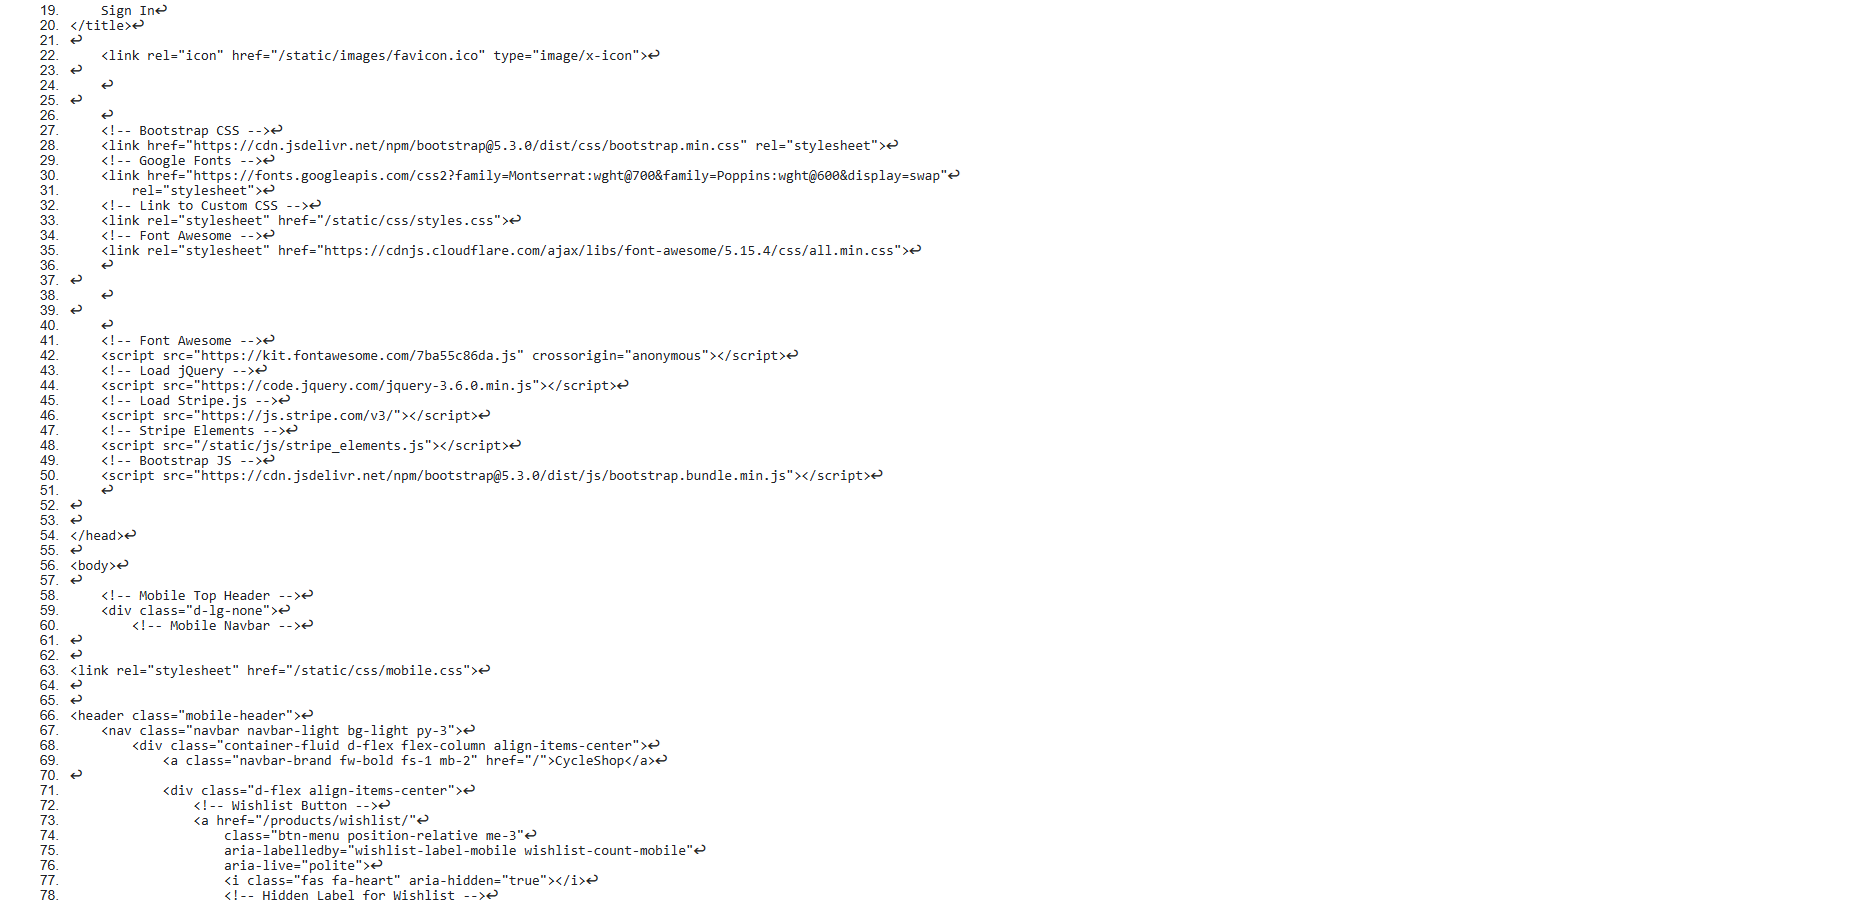 19.     Sign In↩
20. </title>↩
21. ↩
22.     <link rel="icon" href="/static/images/favicon.ico" type="image/x-icon">↩
23. ↩
24.     ↩
25. ↩
26.     ↩
27.     <!-- Bootstrap CSS -->↩
28.     <link href="https://cdn.jsdelivr.net/npm/bootstrap@5.3.0/dist/css/bootstrap.min.css" rel="stylesheet">↩
29.     <!-- Google Fonts -->↩
30.     <link href="https://fonts.googleapis.com/css2?family=Montserrat:wght@700&family=Poppins:wght@600&display=swap"↩
31.         rel="stylesheet">↩
32.     <!-- Link to Custom CSS -->↩
33.     <link rel="stylesheet" href="/static/css/styles.css">↩
34.     <!-- Font Awesome -->↩
35.     <link rel="stylesheet" href="https://cdnjs.cloudflare.com/ajax/libs/font-awesome/5.15.4/css/all.min.css">↩
36.     ↩
37. ↩
38.     ↩
39. ↩
40.     ↩
41.     <!-- Font Awesome -->↩
42.     <script src="https://kit.fontawesome.com/7ba55c86da.js" crossorigin="anonymous"></script>↩
43.     <!-- Load jQuery -->↩
44.     <script src="https://code.jquery.com/jquery-3.6.0.min.js"></script>↩
45.     <!-- Load Stripe.js -->↩
46.     <script src="https://js.stripe.com/v3/"></script>↩
47.     <!-- Stripe Elements -->↩
48.     <script src="/static/js/stripe_elements.js"></script>↩
49.     <!-- Bootstrap JS -->↩
50.     <script src="https://cdn.jsdelivr.net/npm/bootstrap@5.3.0/dist/js/bootstrap.bundle.min.js"></script>↩
51.     ↩
52. ↩
53. ↩
54. </head>↩
55. ↩
56. <body>↩
57. ↩
58.     <!-- Mobile Top Header -->↩
59.     <div class="d-lg-none">↩
60.         <!-- Mobile Navbar -->↩
61. ↩
62. ↩
63. <link rel="stylesheet" href="/static/css/mobile.css">↩
64. ↩
65. ↩
66. <header class="mobile-header">↩
67.     <nav class="navbar navbar-light bg-light py-3">↩
68.         <div class="container-fluid d-flex flex-column align-items-center">↩
69.             <a class="navbar-brand fw-bold fs-1 mb-2" href="/">CycleShop</a>↩
70. ↩
71.             <div class="d-flex align-items-center">↩
72.                 <!-- Wishlist Button -->↩
73.                 <a href="/products/wishlist/"↩
74.                     class="btn-menu position-relative me-3"↩
75.                     aria-labelledby="wishlist-label-mobile wishlist-count-mobile"↩
76.                     aria-live="polite">↩
77.                     <i class="fas fa-heart" aria-hidden="true"></i>↩
78.                     <!-- Hidden Label for Wishlist -->↩